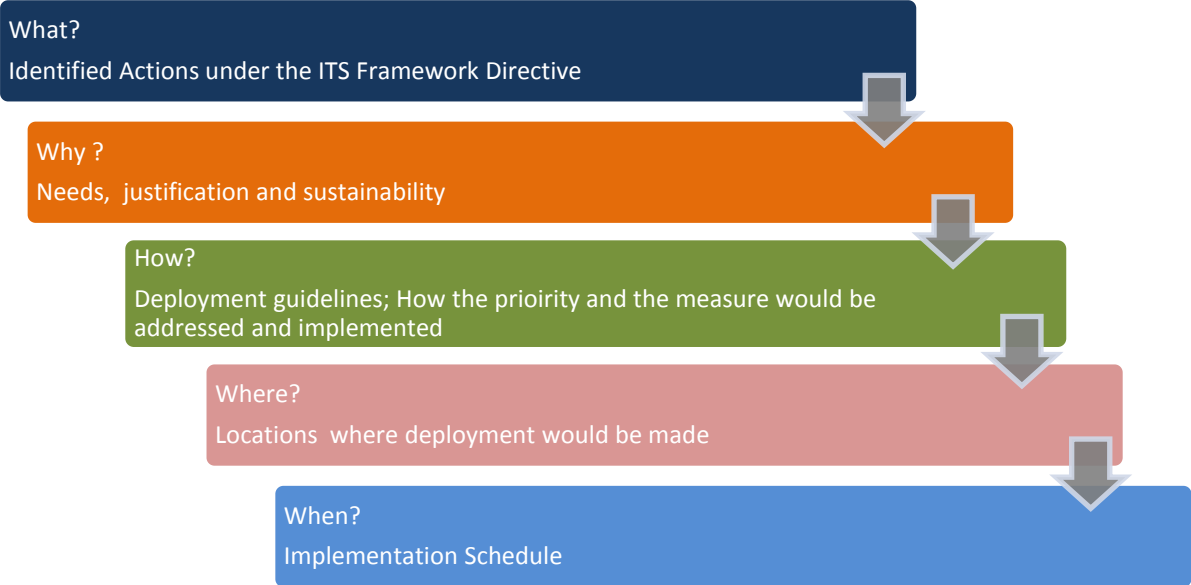 What?
Identified Actions under the ITS Framework Directive
Why ?
Needs,  justification and sustainability
How?
Deployment guidelines; How the prioirity and the measure would be
addressed and implemented
Where?
Locations  where deployment would be made
When?
Implementation Schedule